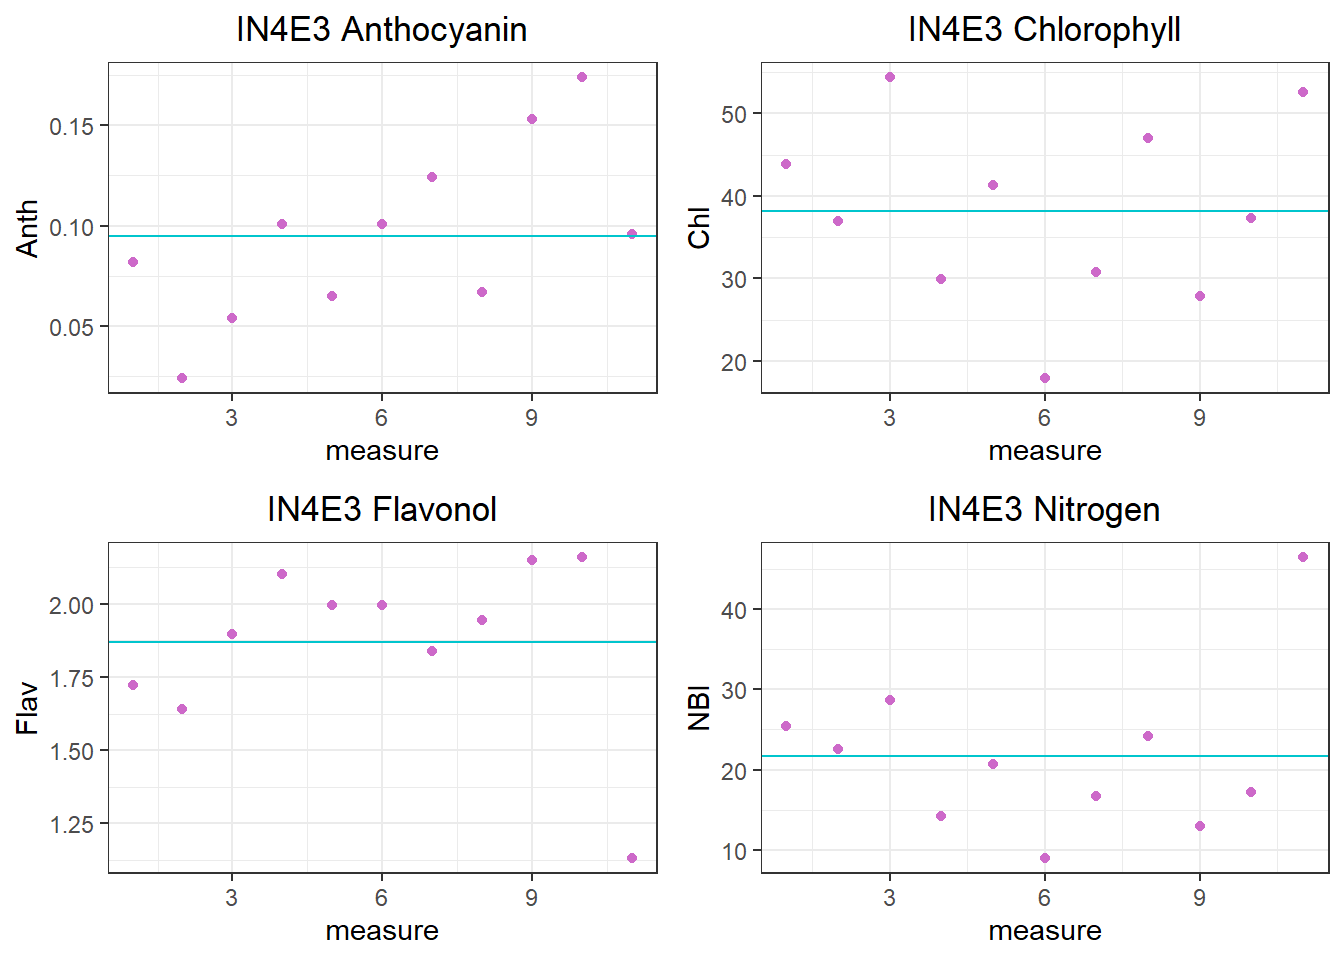 IN4E3 Anthocyanin
Anth
0.15
0.10
0.05
3 6 9
measure
IN4E3 Chlorophyll
Chl
50
40
30
20
3 6 9
measure
IN4E3 Flavonol
Flav
2.00
1.75
1.50
1.25
3 6 9
measure
IN4E3 Nitrogen
NBI
40
30
20
10
3 6 9
measure